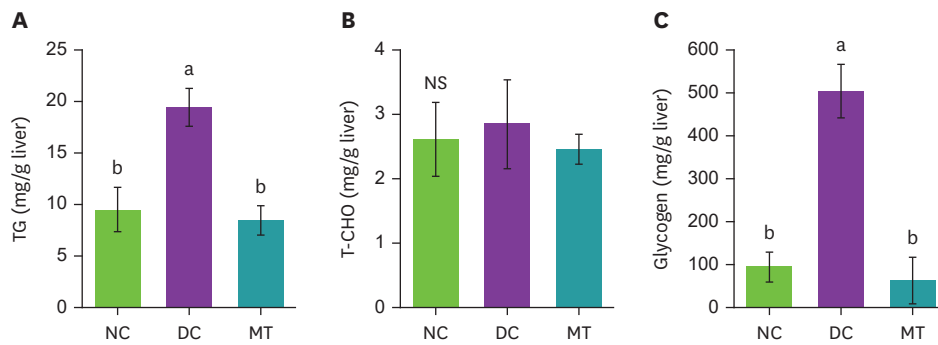 A
TG (mg/g liver)
25
20
15
10
5
0
b
a
b
NC DC MT
B
T-CHO (mg/g liver)
4
3
2
1
0
NS
NC DC MT
C
Glycogen (mg/g liver)
600
500
400
300
200
100
0
b
a
b
NC DC MT